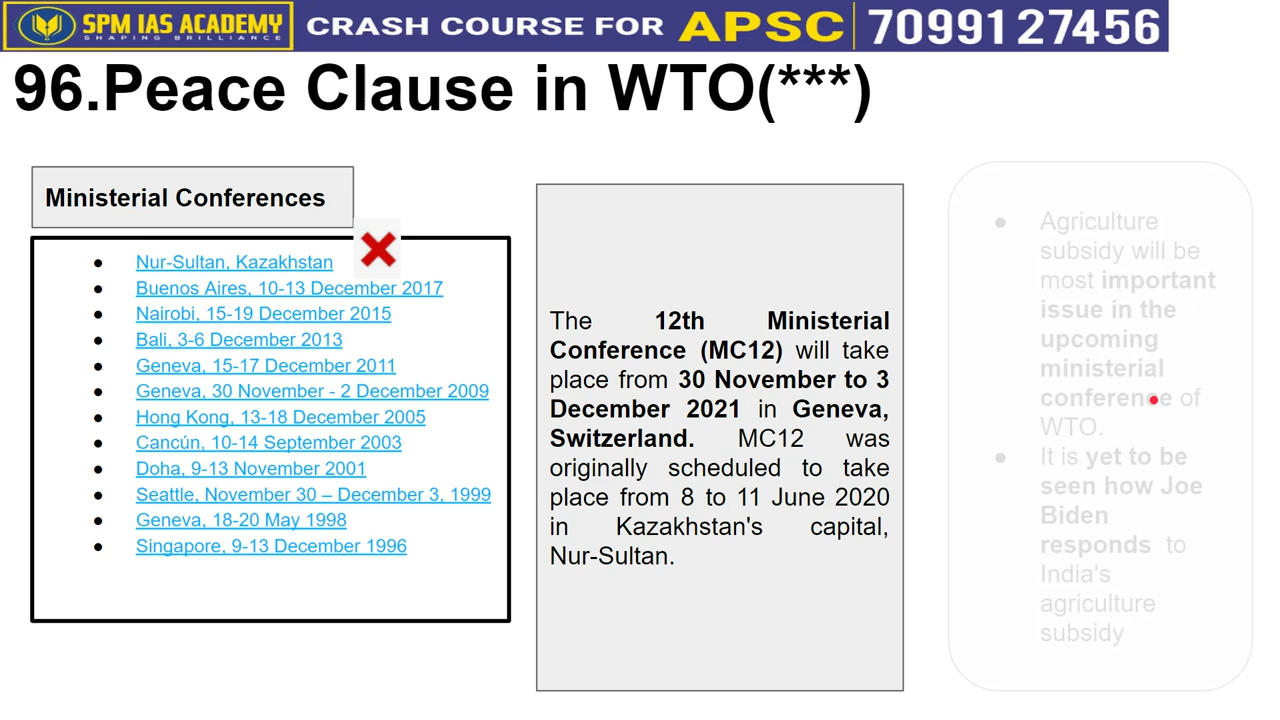 SPM IAS ACADEMY
SHAPING BRILLIANCE
CRASH COURSE FOR APSC 70991 27456
96.Peace Clause in WTO(***)
Ministerial Conferences
Nur-Sultan, Kazakhstan
Buenos Aires, 10-13 December 2017
Nairobi, 15-19 December 2015
Bali, 3-6 December 2013
Geneva, 15-17 December 2011
Geneva, 30 November - 2 December 2009
Hong Kong, 13-18 December 2005
Cancún, 10-14 September 2003
Doha, 9-13 November 2001
Seattle, November 30 – December 3, 1999
Geneva, 18-20 May 1998
Singapore, 9-13 December 1996
The 12th Ministerial
Conference (MC12) will take
place from 30 November to 3
December 2021 in Geneva,
Switzerland. MC12 was
originally scheduled to take
place from 8 to 11 June 2020
in Kazakhstan's capital,
Nur-Sultan.
Agriculture
subsidy will be
most important
issue in the
upcoming
ministerial
conference of
WTO.
It is yet to be
seen how Joe
Biden
responds to
India's
agriculture
subsidy